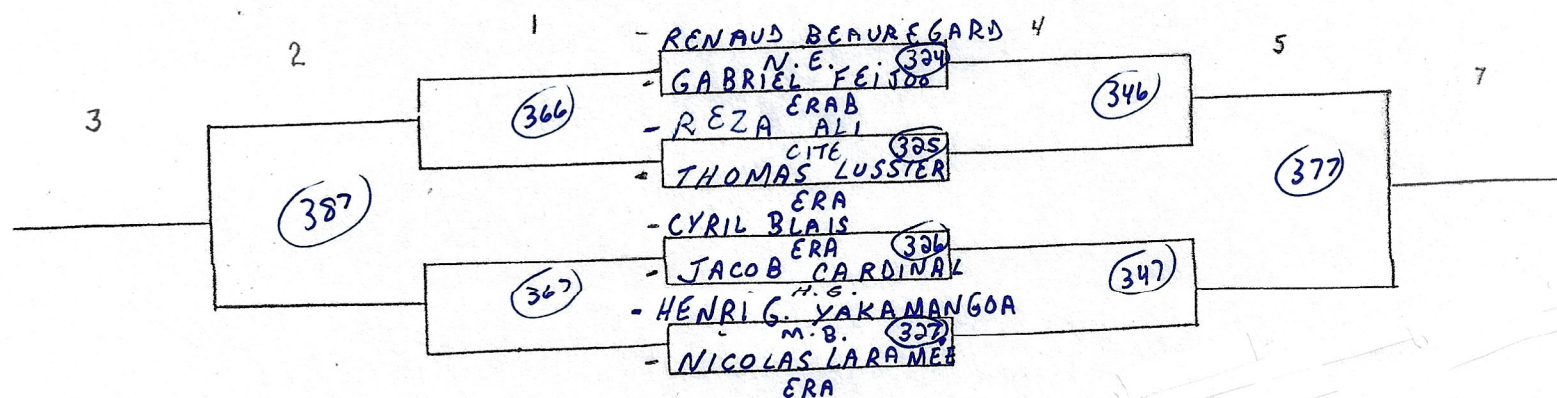 1
4
2
5
7
3
- RENAUD BEAUREGARD
N.E. 324
- GABRIEL FEIJOO
ERAB
366
346
- REZA ALI
CITE 325
- THOMAS LUSSIER
ERA
387
377
- CYRIL BLAIS
ERA 326
- JACOB CARDINAL
H.G.
367
347
- HENRI G. YAKAMANGOA
M.B. 327
- NICOLAS LARAMEE
ERA